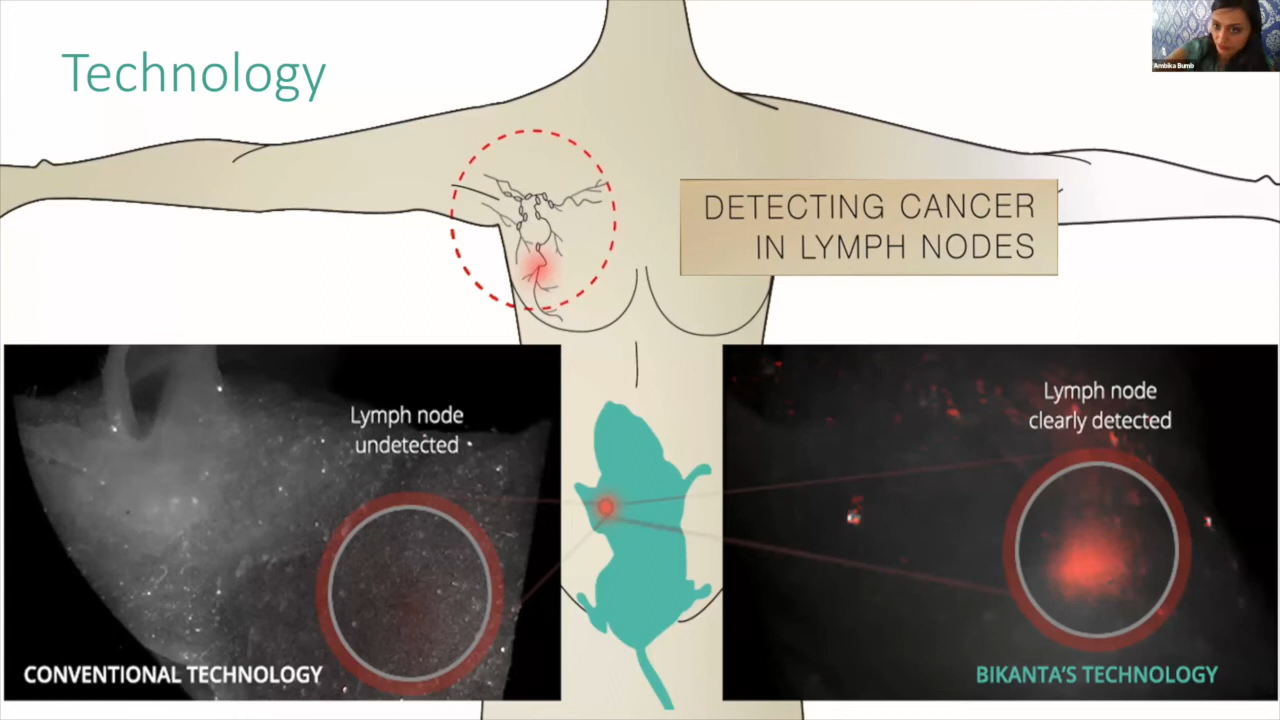 Technology
Ambika Bumb
DETECTING CANCER
IN LYMPH NODES
Lymph node
undetected
CONVENTIONAL TECHNOLOGY
Lymph node
clearly detected
BIKANTA'S TECHNOLOGY